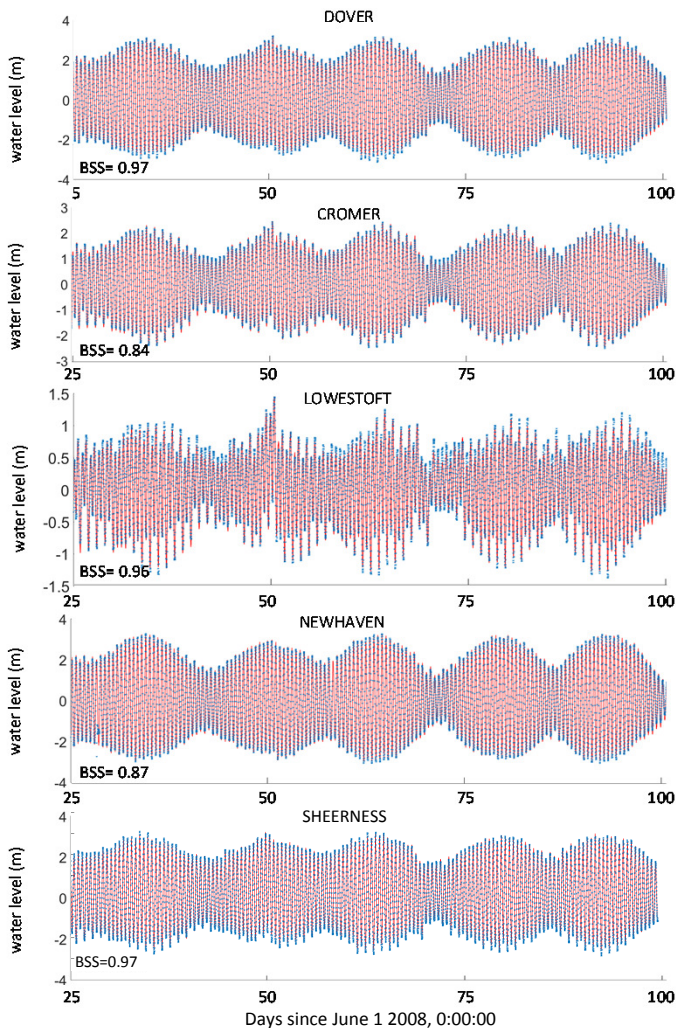 DOVER
water level (m)
4
2
0
-2
-4
BSS= 0.97
5 50 75 100
CROMER
water level (m)
3
2
1
0
-1
-2
-3
BSS= 0.84
25 50 75 100
LOWESTOFT
water level (m)
1.5
1
0.5
0
-0.5
-1
-1.5
BSS= 0.96
25 50 75 100
NEWHAVEN
water level (m)
4
2
0
-2
-4
BSS= 0.87
25 50 75 100
SHEERNESS
water level (m)
4
2
0
-2
-4
BSS=0.97
25 50 75 100
Days since June 1 2008, 0:00:00